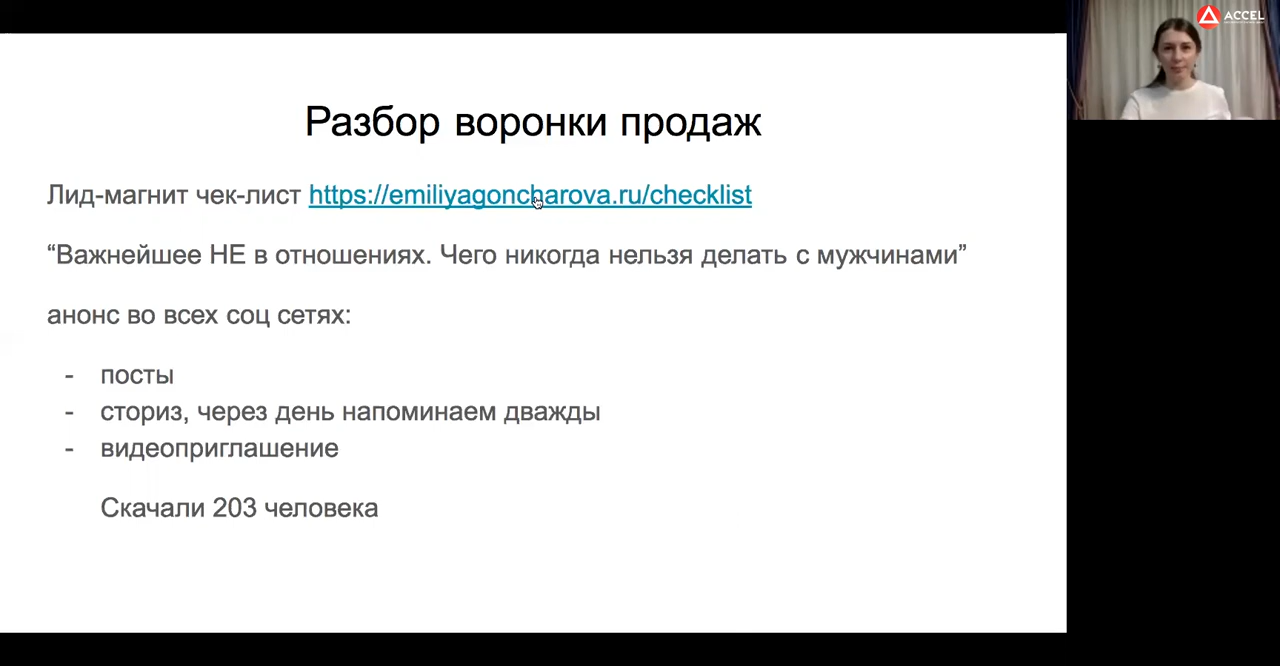 Разбор воронки продаж
Лид-магнит чек-лист https://emiliyagoncharova.ru/checklist
“Важнейшее НЕ в отношениях. Чего никогда нельзя делать с мужчинами”
анонс во всех соц сетях:
- посты
- сториз, через день напоминаем дважды
- видеоприглашение
Скачали 203 человека
ACCEL